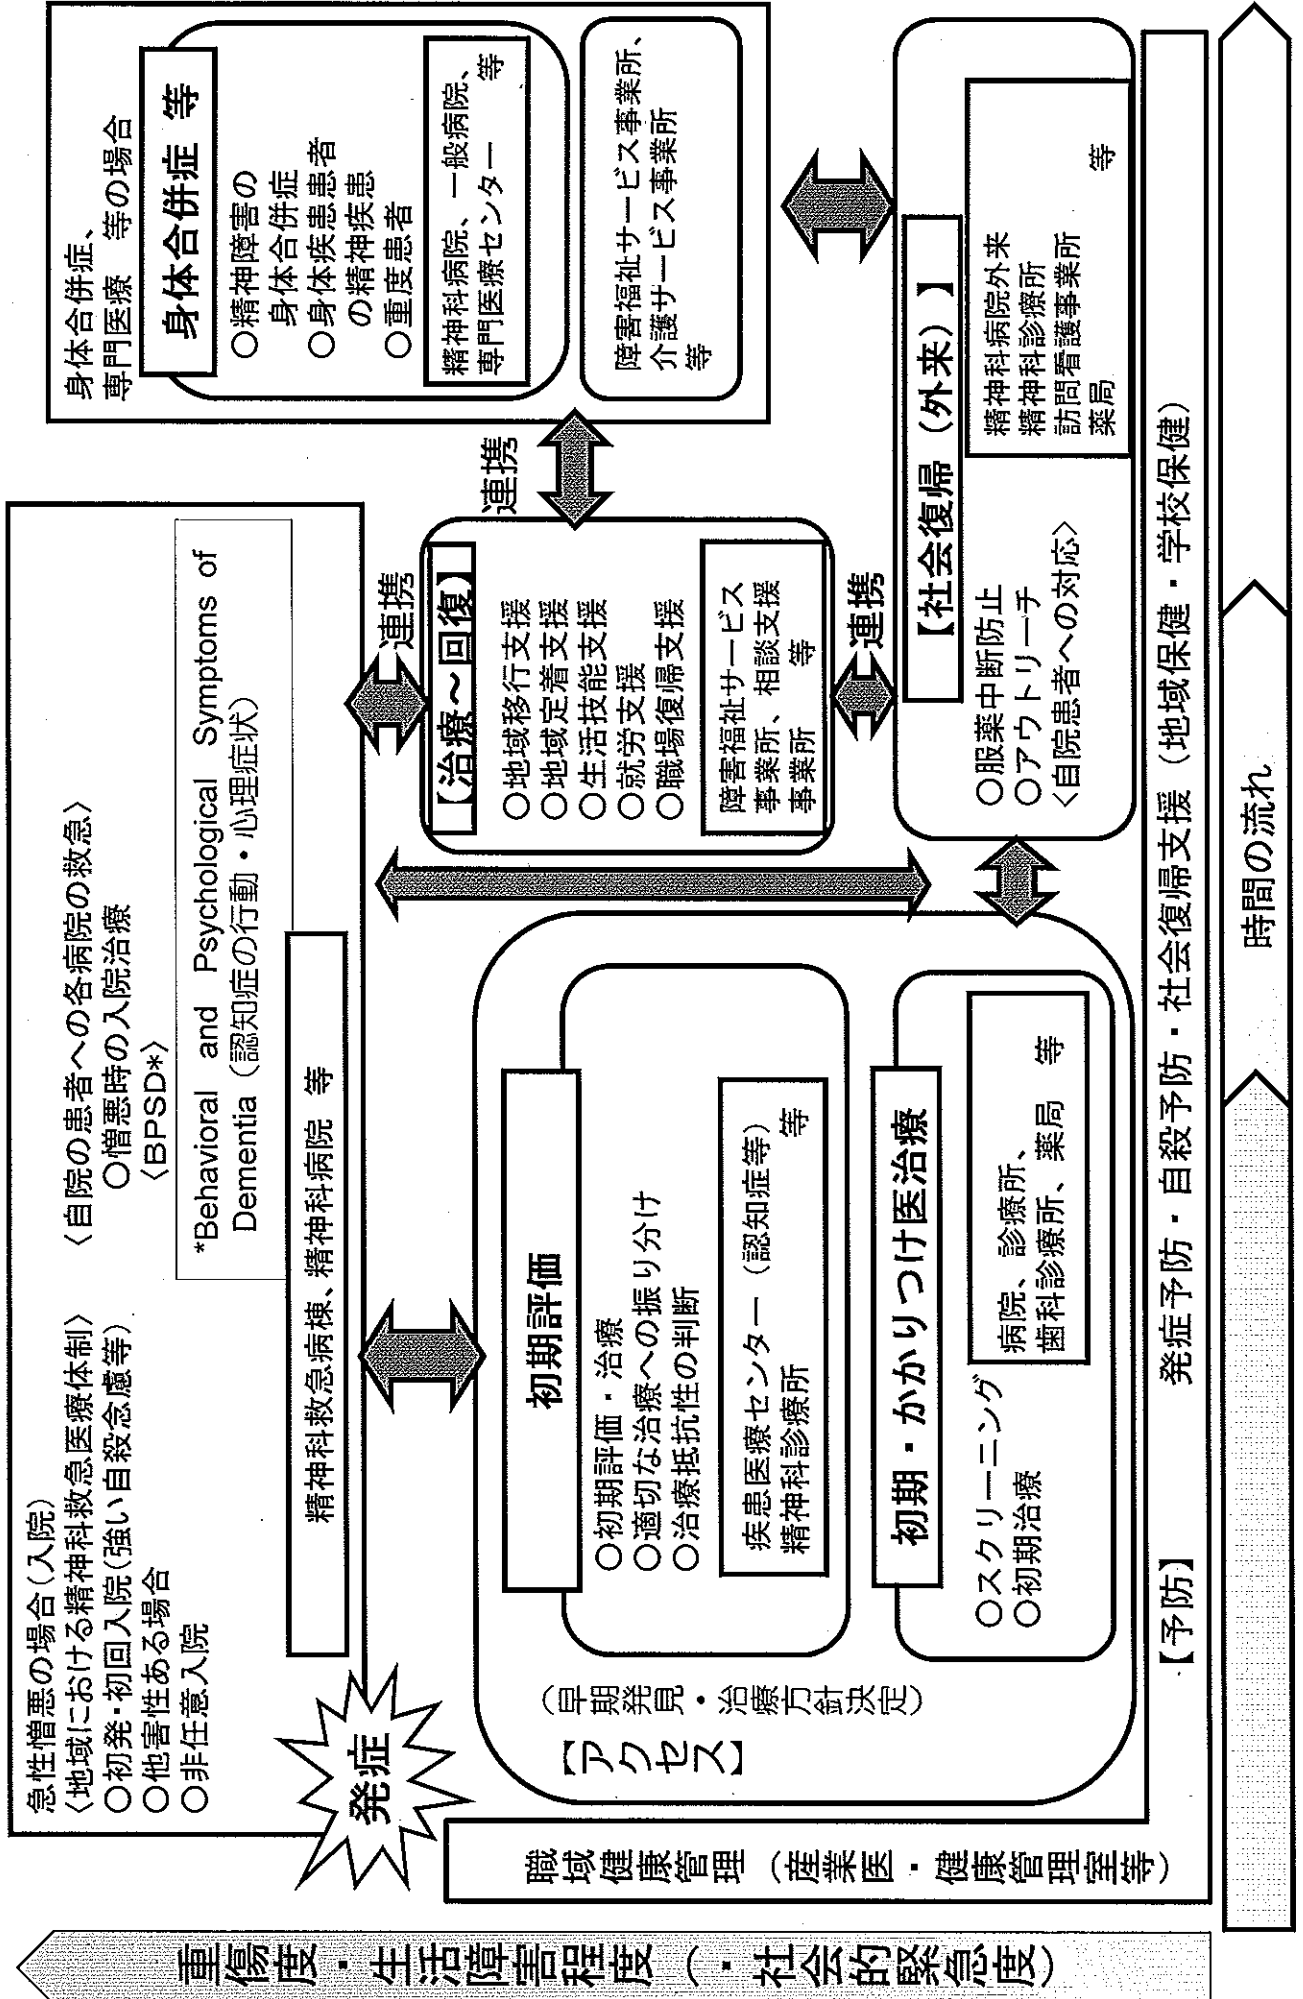 急性憎悪の場合(入院)
〈地域における精神科救急医療体制〉
○初発・初回入院(強い自殺念慮等)
○他害性ある場合
○非任意入院
〈自院の患者への各病院の救急〉
○憎悪時の入院治療
〈BPSD*〉
*Behavioral and Psychological Symptoms of
Dementia(認知症の行動・心理症状)
精神科救急病棟、精神科病院 等
身体合併症、
専門医療 等の場合
身体合併症 等
○精神障害の
身体合併症
○身体疾患患者
の精神疾患
○重度患者
精神科病院、一般病院、
専門医療センター 等
障害福祉サービス事業所、
介護サービス事業所
等
発症
連携
連携
【治療~回復】
○地域移行支援
○地域定着支援
○生活技能支援
○就労支援
○職場復帰支援
障害福祉サービス
事業所、相談支援
事業所 等
連携
【アクセス】
(早期発見・治療方針決定)
初期評価
○初期評価・治療
○適切な治療への振り分け
○治療抵抗性の判断
疾患医療センター(認知症等)
精神科診療所 等
初期・かかりつけ医治療
○スクリーニング
○初期治療
病院、診療所、
歯科診療所、薬局 等
【社会復帰(外来)】
○服薬中断防止
○アウトリーチ
〈自院患者への対応〉
精神科病院外来
精神科診療所
訪問看護事業所
薬局 等
職域健康管理(産業医・健康管理室等)
【予防】 発症予防・自殺予防・社会復帰支援(地域保健・学校保健)
時間の流れ
重傷度・生活障害程度(・社会的緊急度)